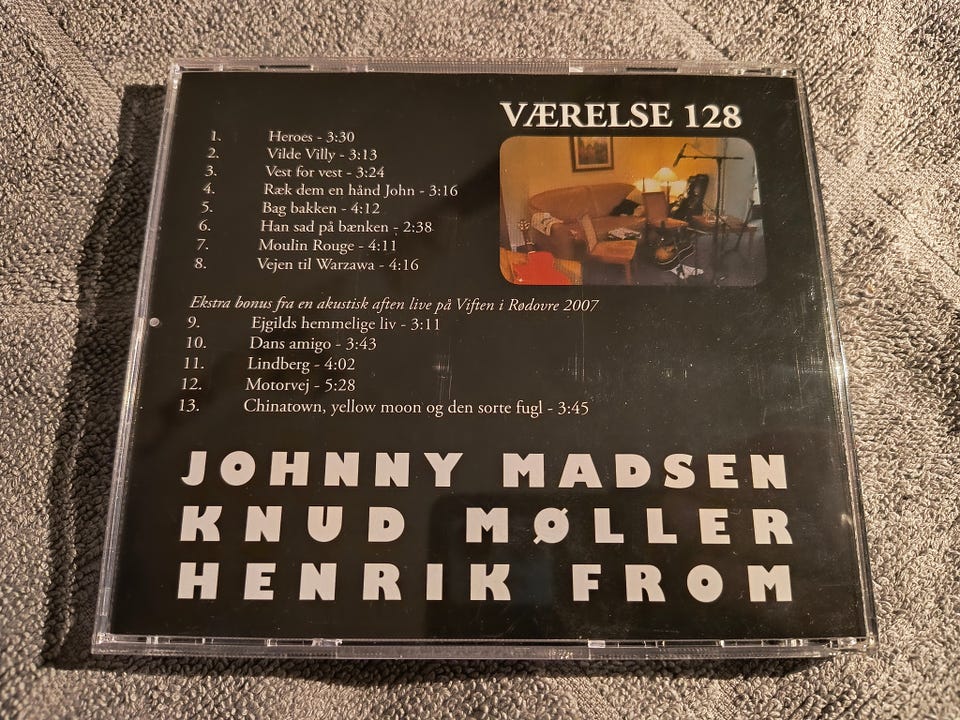 VÆRELSE 128
1. Heroes - 3:30
2. Vilde Villy - 3:13
3. Vest for vest - 3:24
4. Ræk dem en hånd John - 3:16
5. Bag bakken - 4:12
6. Han sad på bænken - 2:38
7. Moulin Rouge - 4:11
8. Vejen til Warzawa - 4:16
Ekstra bonus fra en akustisk aften live på Viften i Rødovre 2007
9. Ejgilds hemmelige liv - 3:11
10. Dans amigo - 3:43
11. Lindberg - 4:02
12. Motorvej - 5:28
13. Chinatown, yellow moon og den sorte fugl - 3:45
JOHNNY MADSEN
KNUD MØLLER
HENRIK FROM